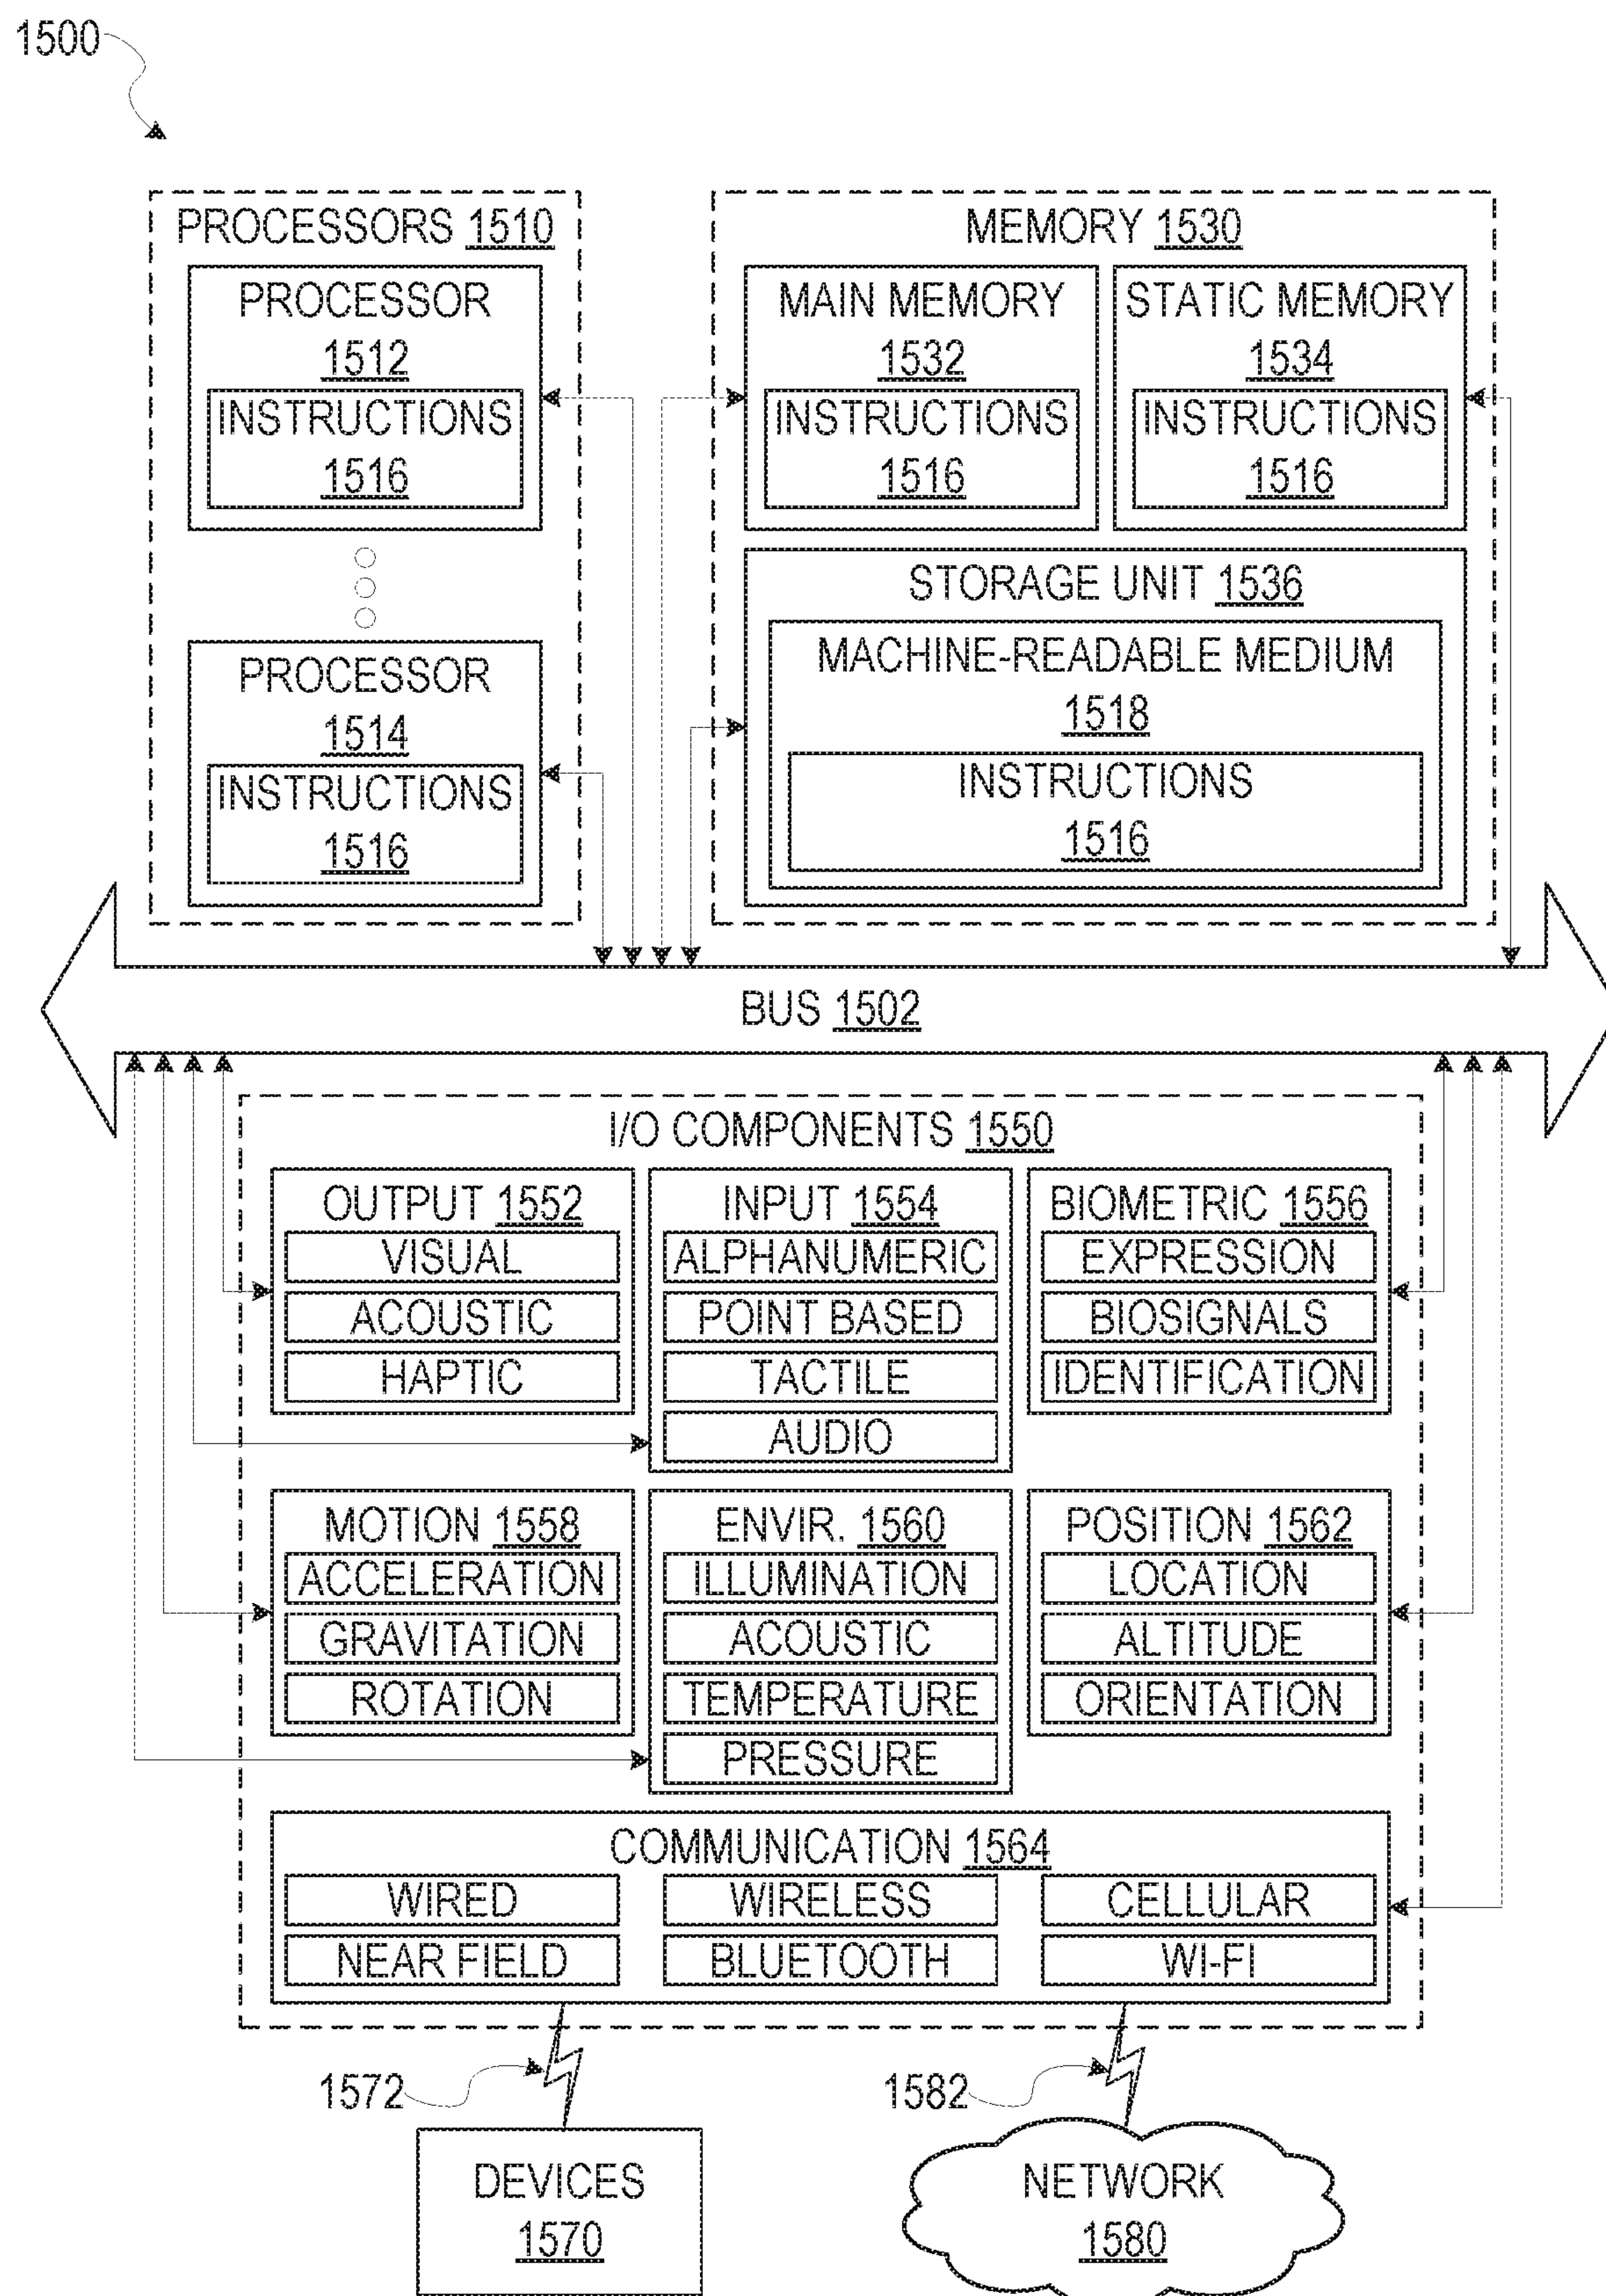 1500
PROCESSORS 1510
PROCESSOR
1512
INSTRUCTIONS
1516
PROCESSOR
1514
INSTRUCTIONS
1516
MEMORY 1530
MAIN MEMORY
1532
INSTRUCTIONS
1516
STATIC MEMORY
1534
INSTRUCTIONS
1516
STORAGE UNIT 1536
MACHINE-READABLE MEDIUM
1518
INSTRUCTIONS
1516
BUS 1502
I/O COMPONENTS 1550
OUTPUT 1552
VISUAL
ACOUSTIC
HAPTIC
INPUT 1554
ALPHANUMERIC
POINT BASED
TACTILE
AUDIO
BIOMETRIC 1556
EXPRESSION
BIOSIGNALS
IDENTIFICATION
MOTION 1558
ACCELERATION
GRAVITATION
ROTATION
ENVIR. 1560
ILLUMINATION
ACOUSTIC
TEMPERATURE
PRESSURE
POSITION 1562
LOCATION
ALTITUDE
ORIENTATION
COMMUNICATION 1564
WIRED
WIRELESS
CELLULAR
NEAR FIELD
BLUETOOTH
WI-FI
1572
1582
DEVICES
1570
NETWORK
1580